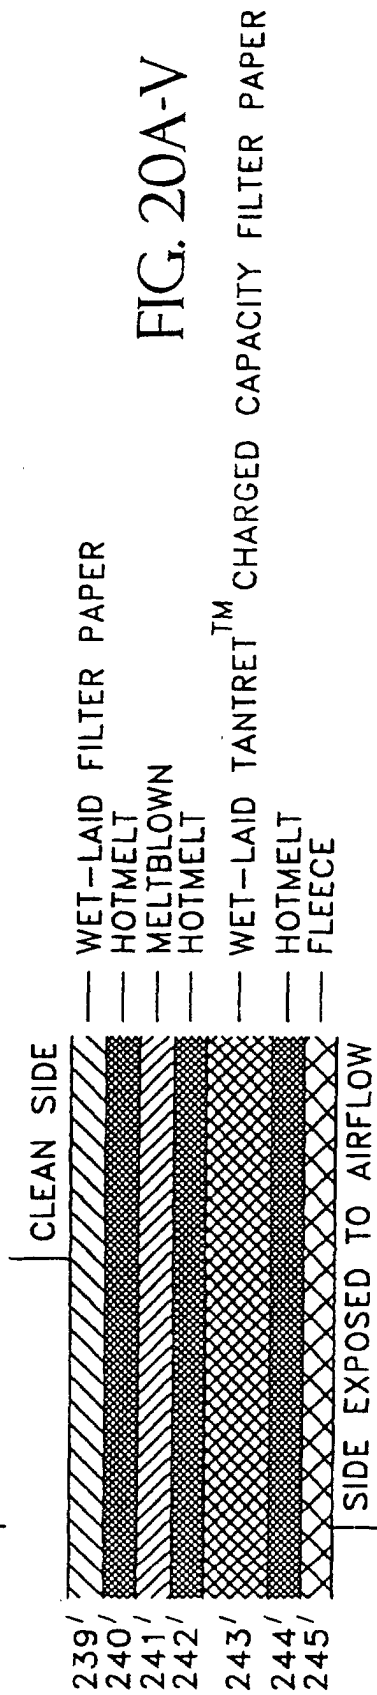 FIG. 20A-V
CLEAN SIDE
239' WET-LAID FILTER PAPER
240' HOTMELT
241' MELTBLOWN
242' HOTMELT
243' WET-LAID TANTRET™ CHARGED CAPACITY FILTER PAPER
244' HOTMELT
245' FLEECE
SIDE EXPOSED TO AIRFLOW